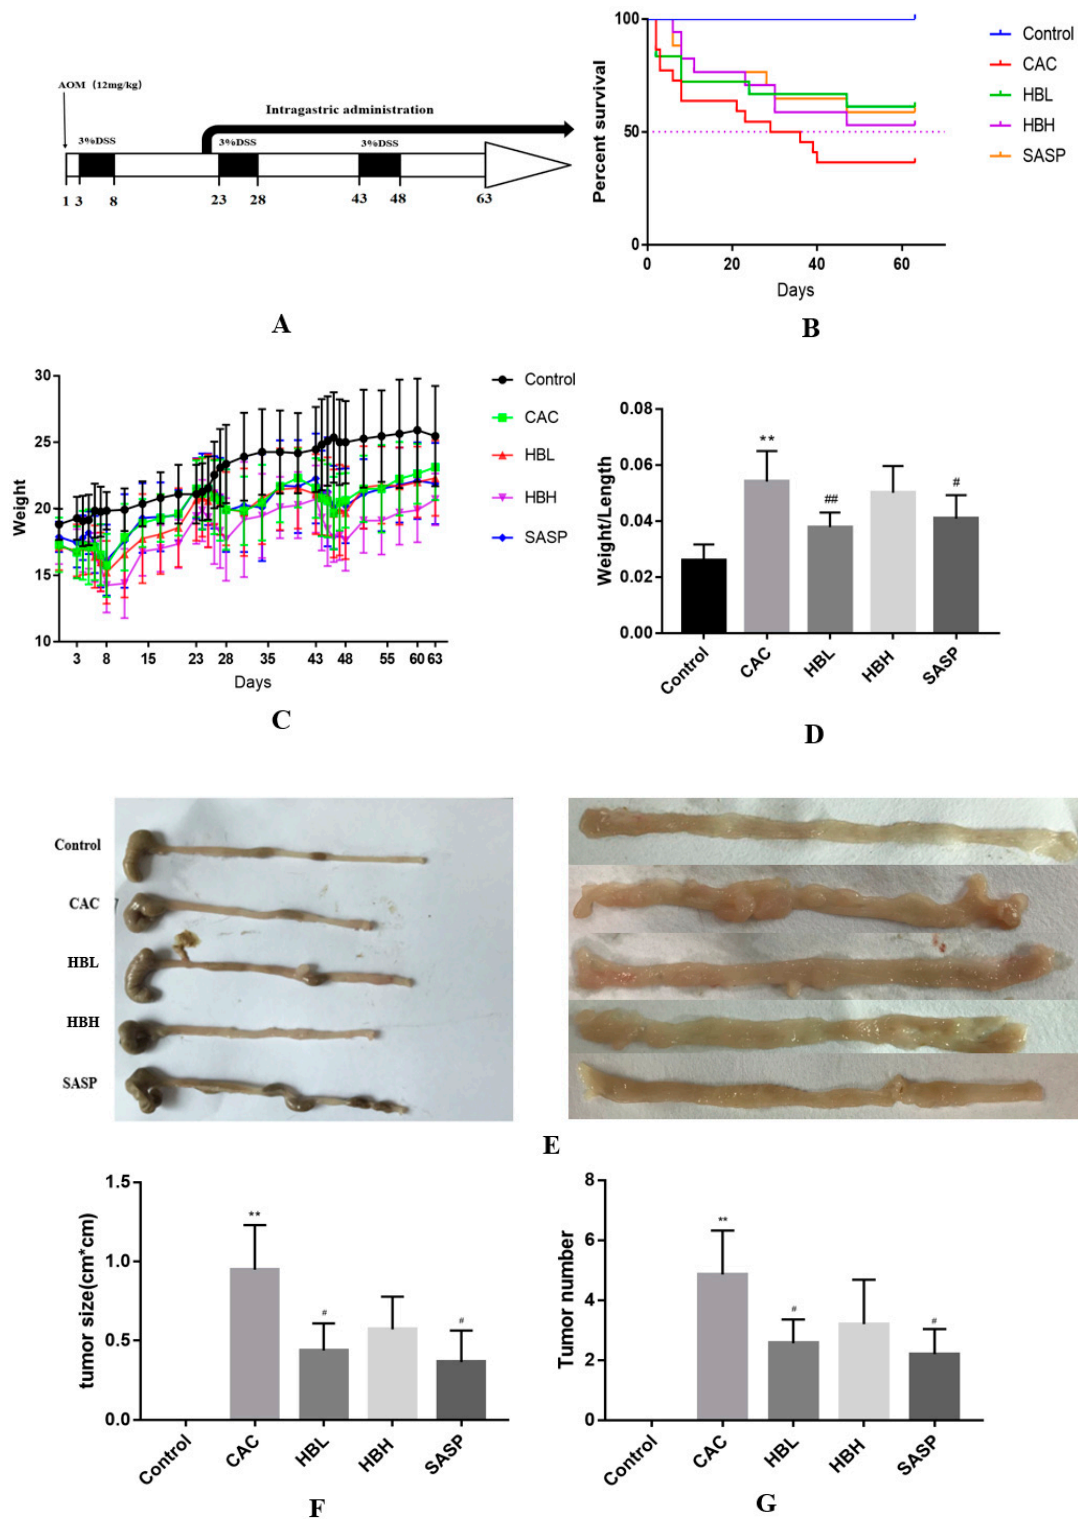 AOM (12mg/kg)
Intragastric administration
3%DSS
3%DSS
3%DSS
1 3 8 23 28 43 48 63
A
Percent survival
100
50
0
0 20 40 60
Days
Control
CAC
HBL
HBH
SASP
B
Weight
30
25
20
15
10
3 8 15 23 28 35 43 48 55 60 63
Days
Control
CAC
HBL
HBH
SASP
C
Weight/Length
0.08
0.06
0.04
0.02
0.00
**
##
#
Control
CAC
HBL
HBH
SASP
D
Control
CAC
HBL
HBH
SASP
E
tumor size(cm*cm)
1.5
1.0
0.5
0.0
**
#
#
Control
CAC
HBL
HBH
SASP
F
Tumor number
8
6
4
2
0
**
#
#
Control
CAC
HBL
HBH
SASP
G